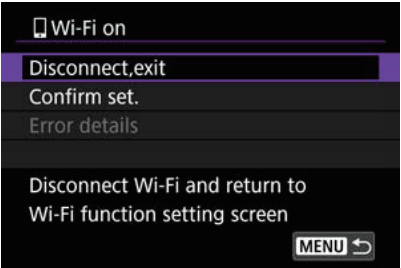 Wi-Fi on
Disconnect,exit
Confirm set.
Error details
Disconnect Wi-Fi and return to
Wi-Fi function setting screen
MENU